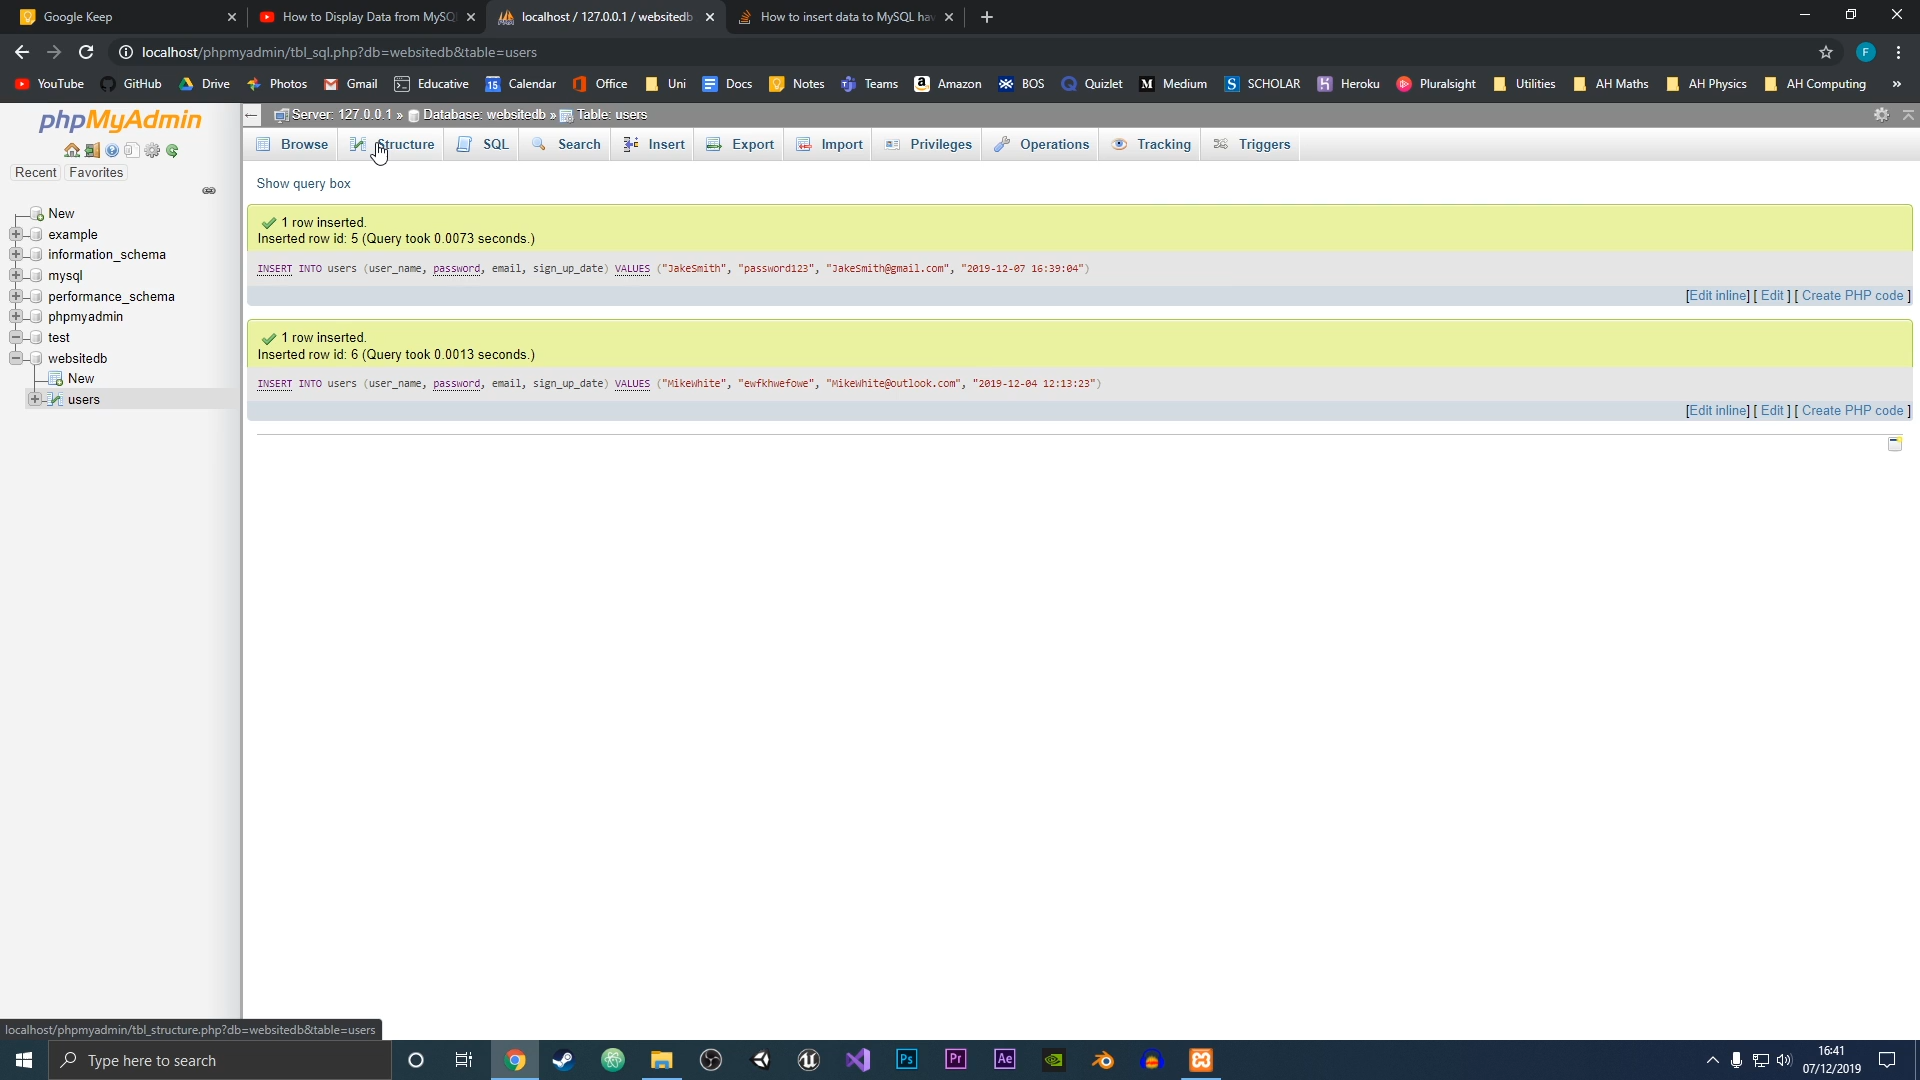 Google Keep
How to Display Data from MySQL
localhost / 127.0.0.1 / websitedb
How to insert data to MySQL hav
localhost/phpmyadmin/tbl_sql.php?db=websitedb&table=users
F
YouTube GitHub Drive Photos Gmail Educative Calendar Office Uni Docs Notes Teams Amazon BOS Quizlet Medium SCHOLAR Heroku Pluralsight Utilities AH Maths AH Physics AH Computing »
phpMyAdmin
Recent Favorites
New
example
information_schema
mysql
performance_schema
phpmyadmin
test
websitedb
New
users
Server: 127.0.0.1 » Database: websitedb » Table: users
Browse Structure SQL Search Insert Export Import Privileges Operations Tracking Triggers
Show query box
1 row inserted.
Inserted row id: 5 (Query took 0.0073 seconds.)
INSERT INTO users (user_name, password, email, sign_up_date) VALUES ("JakeSmith", "password123", "JakeSmith@gmail.com", "2019-12-07 16:39:04")
[Edit inline] [ Edit ] [ Create PHP code ]
1 row inserted.
Inserted row id: 6 (Query took 0.0013 seconds.)
INSERT INTO users (user_name, password, email, sign_up_date) VALUES ("MikeWhite", "ewfkhwefowe", "MikeWhite@outlook.com", "2019-12-04 12:13:23")
[Edit inline] [ Edit ] [ Create PHP code ]
localhost/phpmyadmin/tbl_structure.php?db=websitedb&table=users
Type here to search
Ps Pr Ae
16:41
07/12/2019